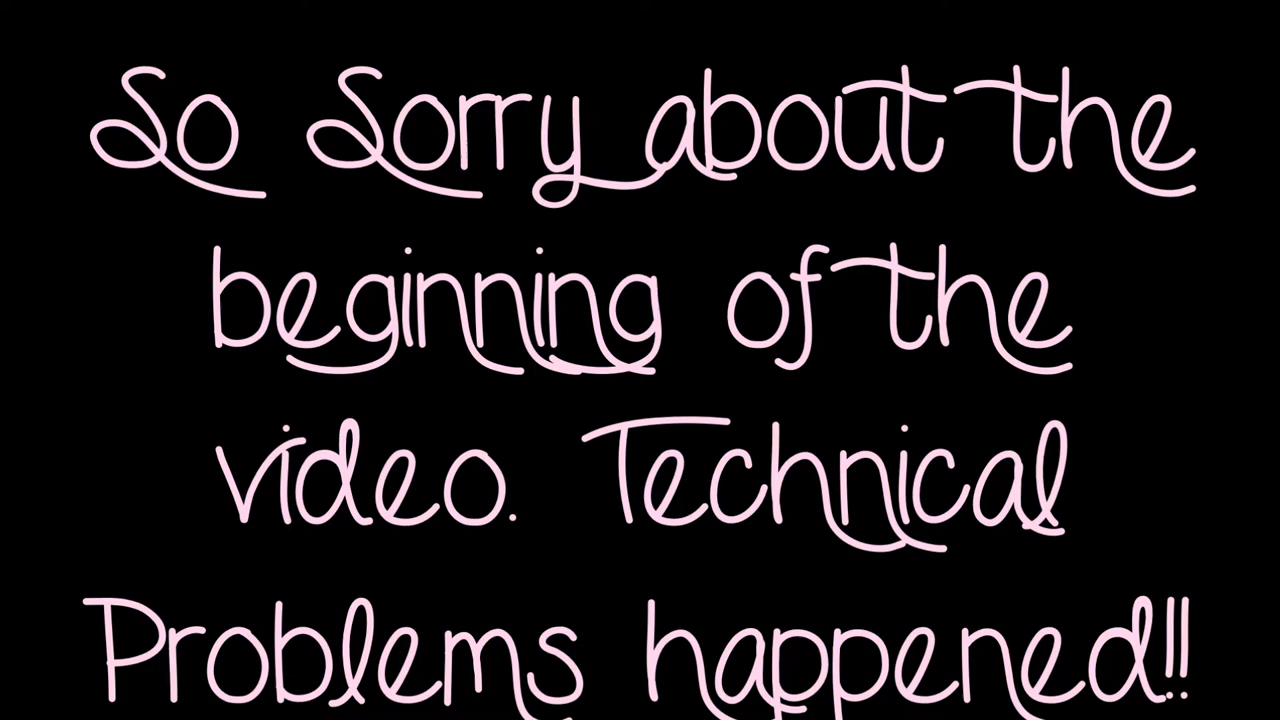 So Sorry about the
beginning of the
video. Technical
Problems happened!!